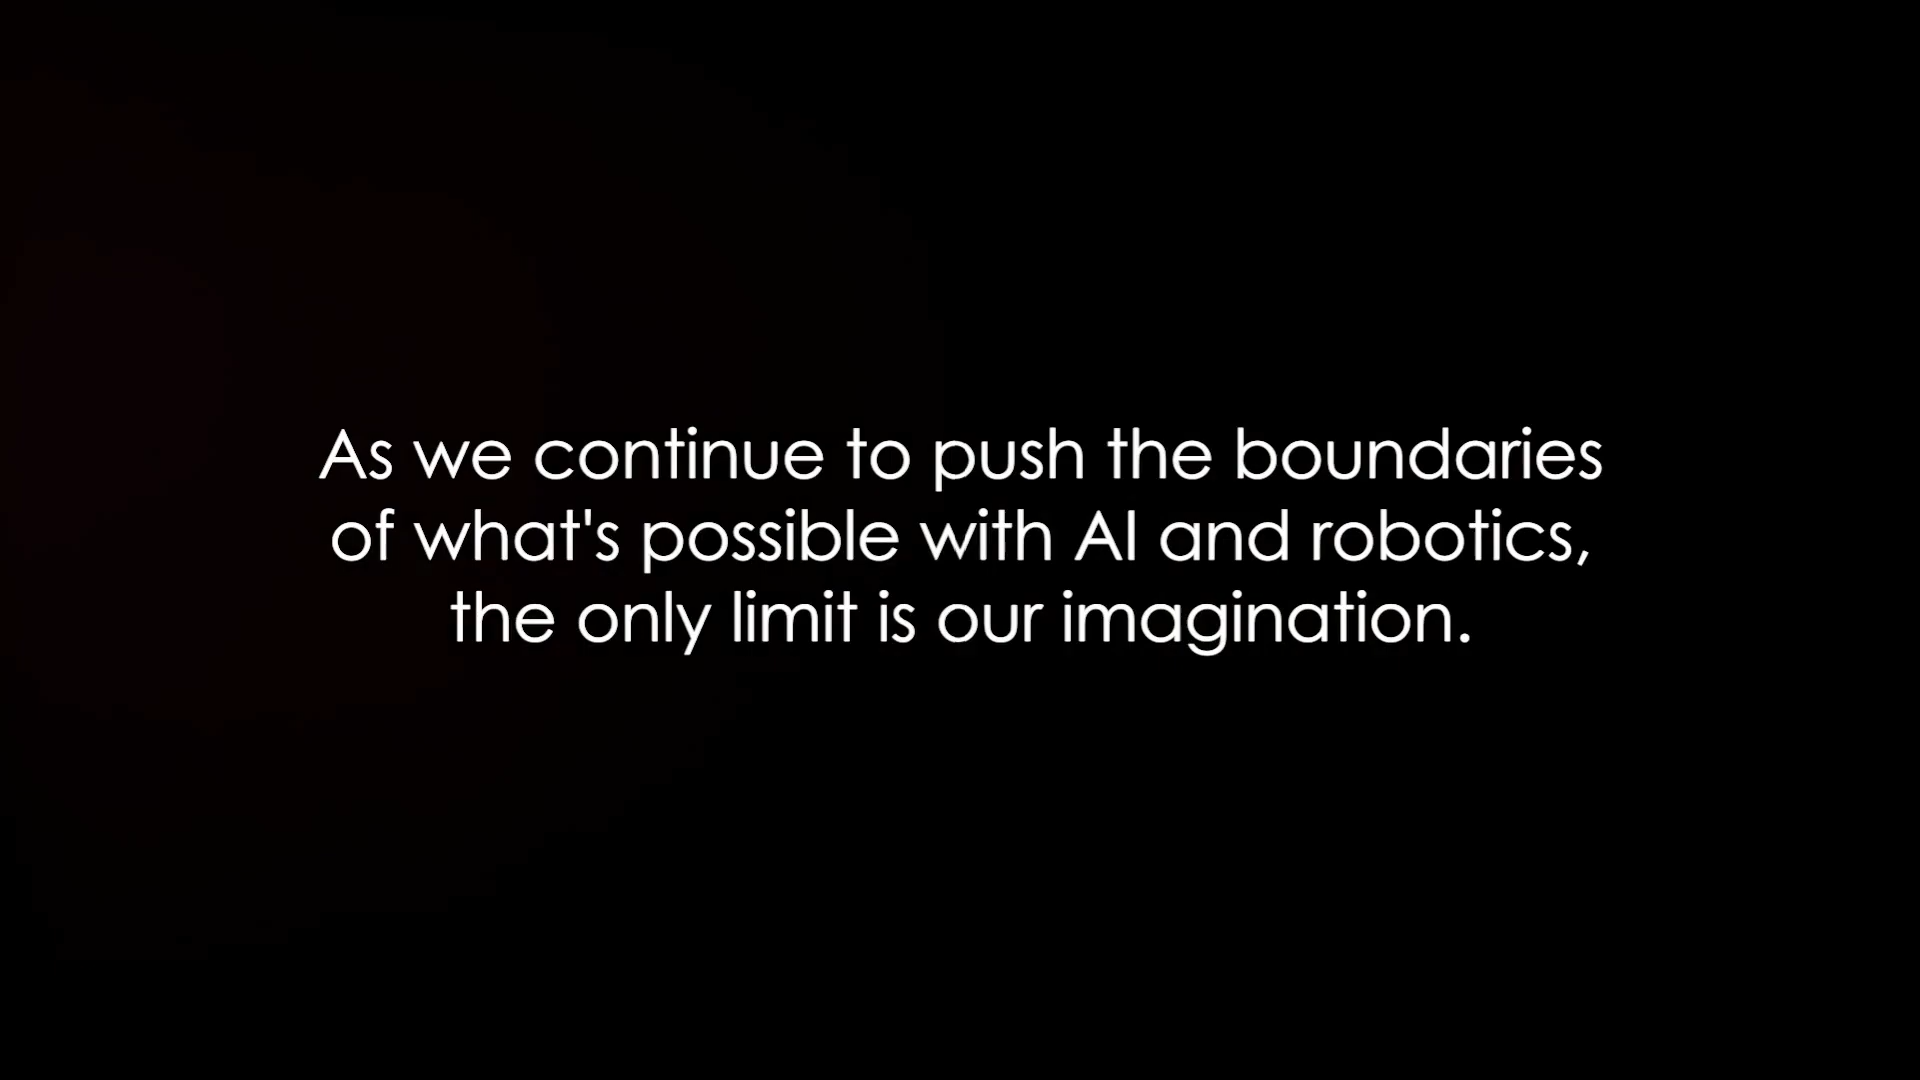 As we continue to push the boundaries
of what's possible with AI and robotics,
the only limit is our imagination.